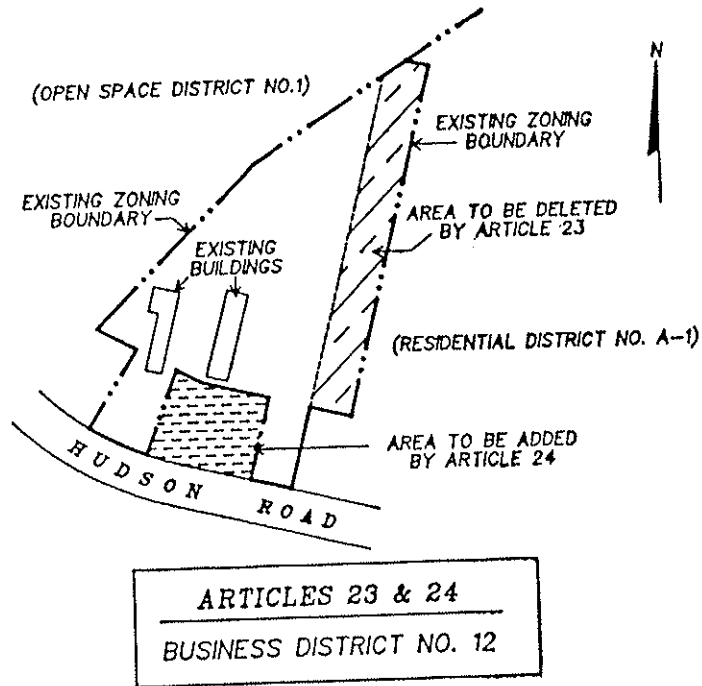 N
(OPEN SPACE DISTRICT NO.1)
EXISTING ZONING
BOUNDARY
EXISTING ZONING
BOUNDARY
AREA TO BE DELETED
BY ARTICLE 23
EXISTING
BUILDINGS
(RESIDENTIAL DISTRICT NO. A-1)
AREA TO BE ADDED
BY ARTICLE 24
HUDSON ROAD
ARTICLES 23 & 24
BUSINESS DISTRICT NO. 12